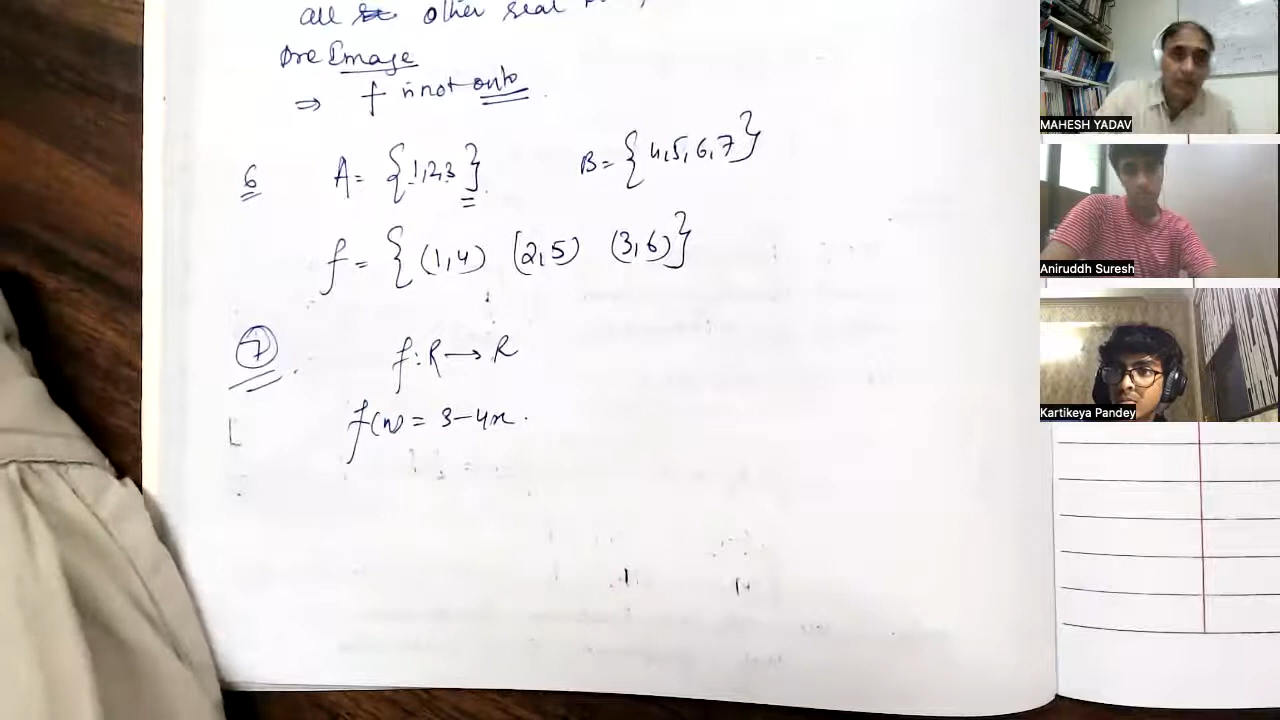 all other real
pre Image
⇒ f is not onto
6 A = {1,2,3} B = {4,5,6,7}
f = {(1,4) (2,5) (3,6)}
7 f: R → R
f(x) = 3-4x.
MAHESH YADAV
Aniruddh Suresh
Kartikeya Pandey